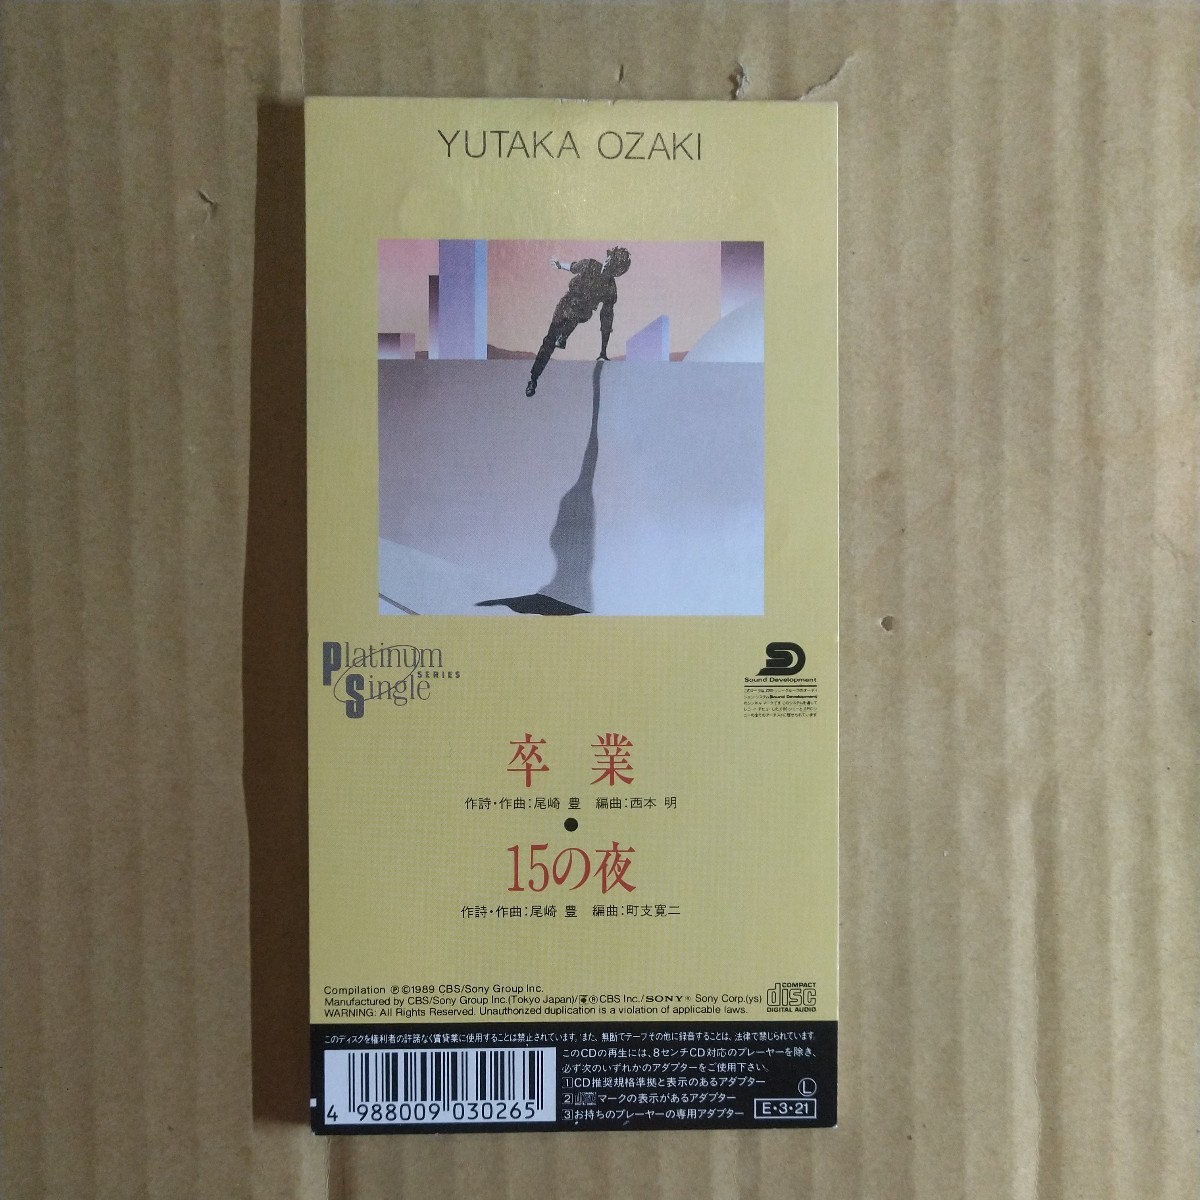 YUTAKA OZAKI
Platinum
SERIES
Single
SD
Sound Development
卒 業
作詩・作曲:尾崎 豊 編曲:西本 明
●
15の夜
作詩・作曲:尾崎 豊 編曲:町支寛二
Compilation Ⓟ©1989 CBS/Sony Group Inc.
Manufactured by CBS/Sony Group Inc.(Tokyo Japan)/®CBS Inc./SONY® Sony Corp.(ys)
WARNING: All Rights Reserved. Unauthorized duplication is a violation of applicable laws.
COMPACT
disc
DIGITAL AUDIO
このディスクを権利者の許諾なく賃貸業に使用することは禁止されています。また、無断でテープその他に録音することは、法律で禁じられています。
このCDの再生には、8センチCD対応のプレーヤーを除き、
必ず次のいずれかのアダプターをご使用下さい。
1 CD推奨規格準拠と表示のあるアダプター
2 マークの表示があるアダプター
3 お持ちのプレーヤーの専用アダプター
Ⓛ
E・3・21
4 988009 030265